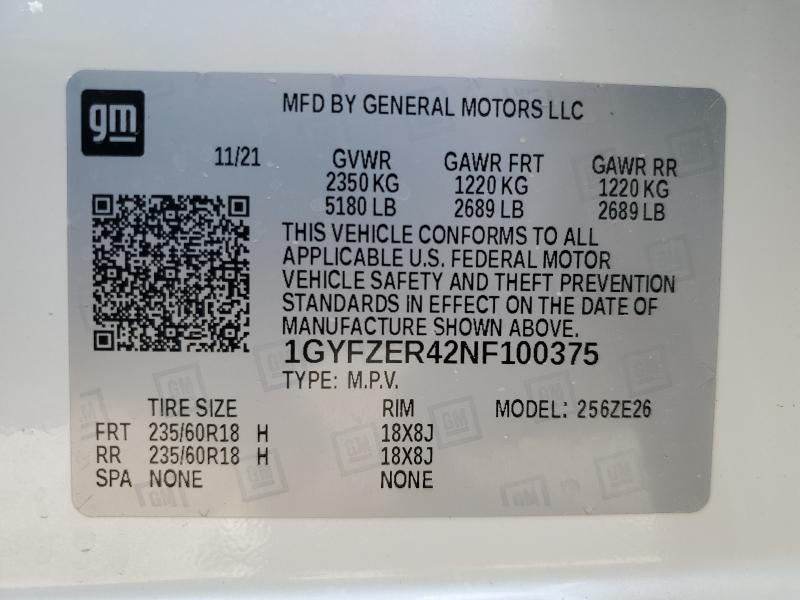 gm
MFD BY GENERAL MOTORS LLC
11/21 GVWR GAWR FRT GAWR RR
2350 KG 1220 KG 1220 KG
5180 LB 2689 LB 2689 LB
THIS VEHICLE CONFORMS TO ALL
APPLICABLE U.S. FEDERAL MOTOR
VEHICLE SAFETY AND THEFT PREVENTION
STANDARDS IN EFFECT ON THE DATE OF
MANUFACTURE SHOWN ABOVE.
1GYFZER42NF100375
TYPE: M.P.V.
TIRE SIZE RIM MODEL: 256ZE26
FRT 235/60R18 H 18X8J
RR 235/60R18 H 18X8J
SPA NONE NONE